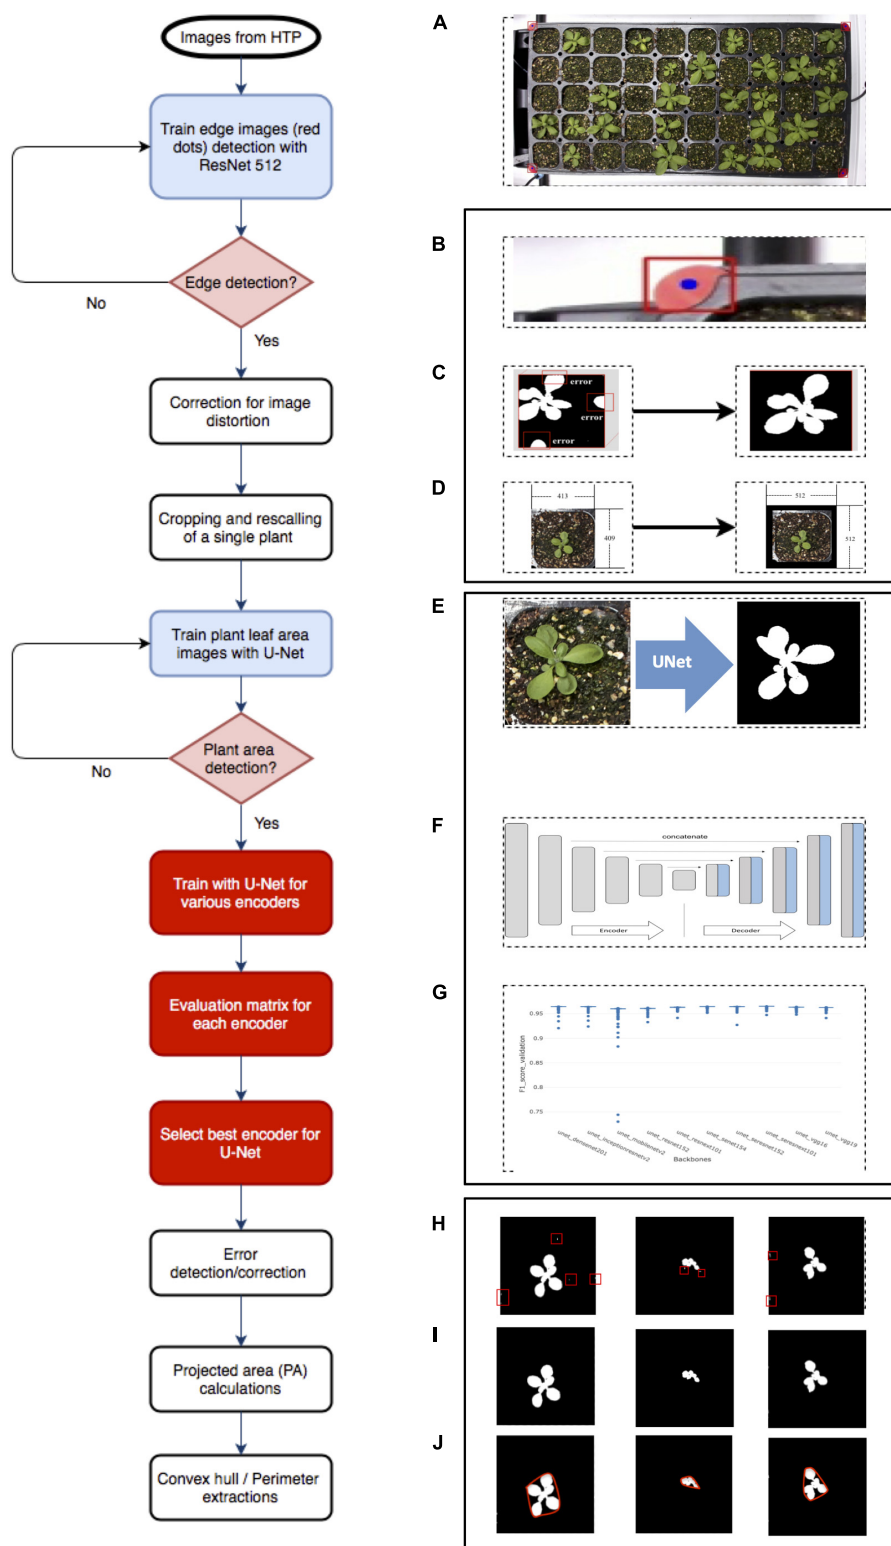 Images from HTP
Train edge images (red
dots) detection with
ResNet 512
Edge detection?
No
Yes
Correction for image
distortion
Cropping and rescalling
of a single plant
Train plant leaf area
images with U-Net
Plant area
detection?
No
Yes
Train with U-Net for
various encoders
Evaluation matrix for
each encoder
Select best encoder for
U-Net
Error
detection/correction
Projected area (PA)
calculations
Convex hull / Perimeter
extractions
A
B
C
error
error
error
D
413
409
512
512
E
UNet
F
concatenate
Encoder
Decoder
G
F1_score_validation
0.95
0.9
0.85
0.8
0.75
unet_densenet201
unet_inceptionresnetv2
unet_mobilenetv2
unet_resnet152
unet_resnext101
unet_senet154
unet_seresnet152
unet_seresnext101
unet_vgg16
unet_vgg19
Backbones
H
I
J